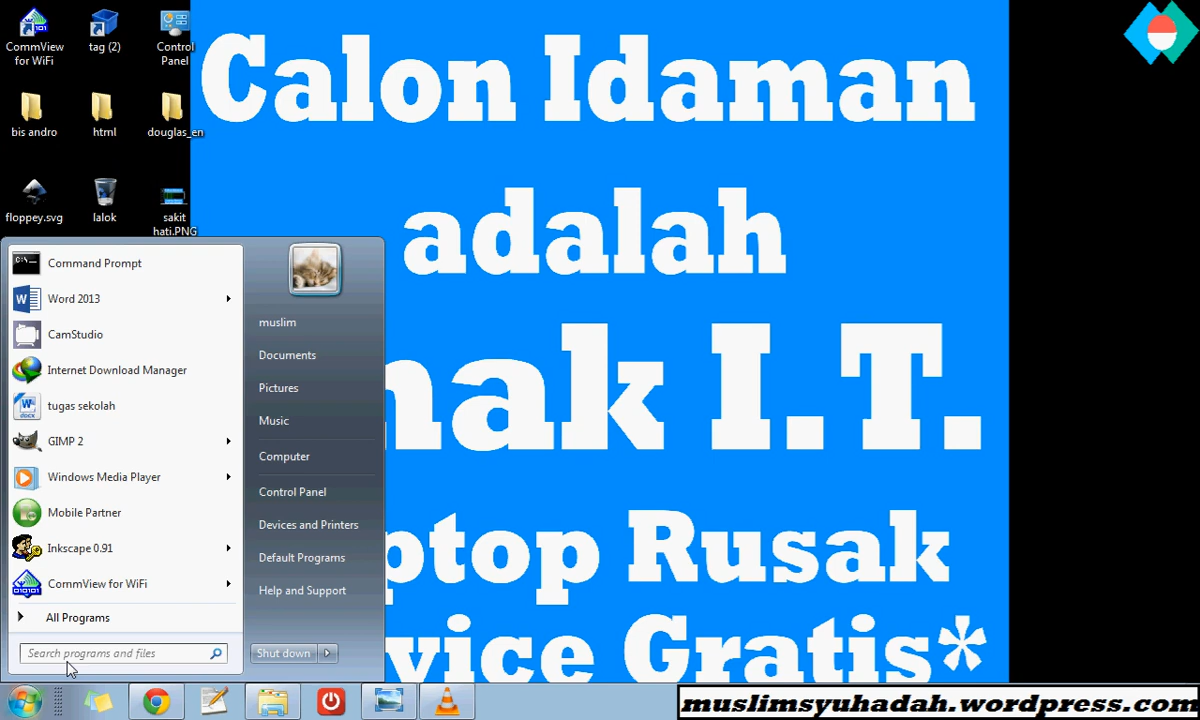 CommView
for WiFi
tag (2)
Control
Panel
bis andro
html
douglas_en
floppey.svg
lalok
sakit
hati.PNG
Calon Idaman
adalah
nak I.T.
ptop Rusak
vice Gratis*
Command Prompt
Word 2013
CamStudio
Internet Download Manager
tugas sekolah
GIMP 2
Windows Media Player
Mobile Partner
Inkscape 0.91
CommView for WiFi
All Programs
Search programs and files
muslim
Documents
Pictures
Music
Computer
Control Panel
Devices and Printers
Default Programs
Help and Support
Shut down
muslimsyuhadah.wordpress.com